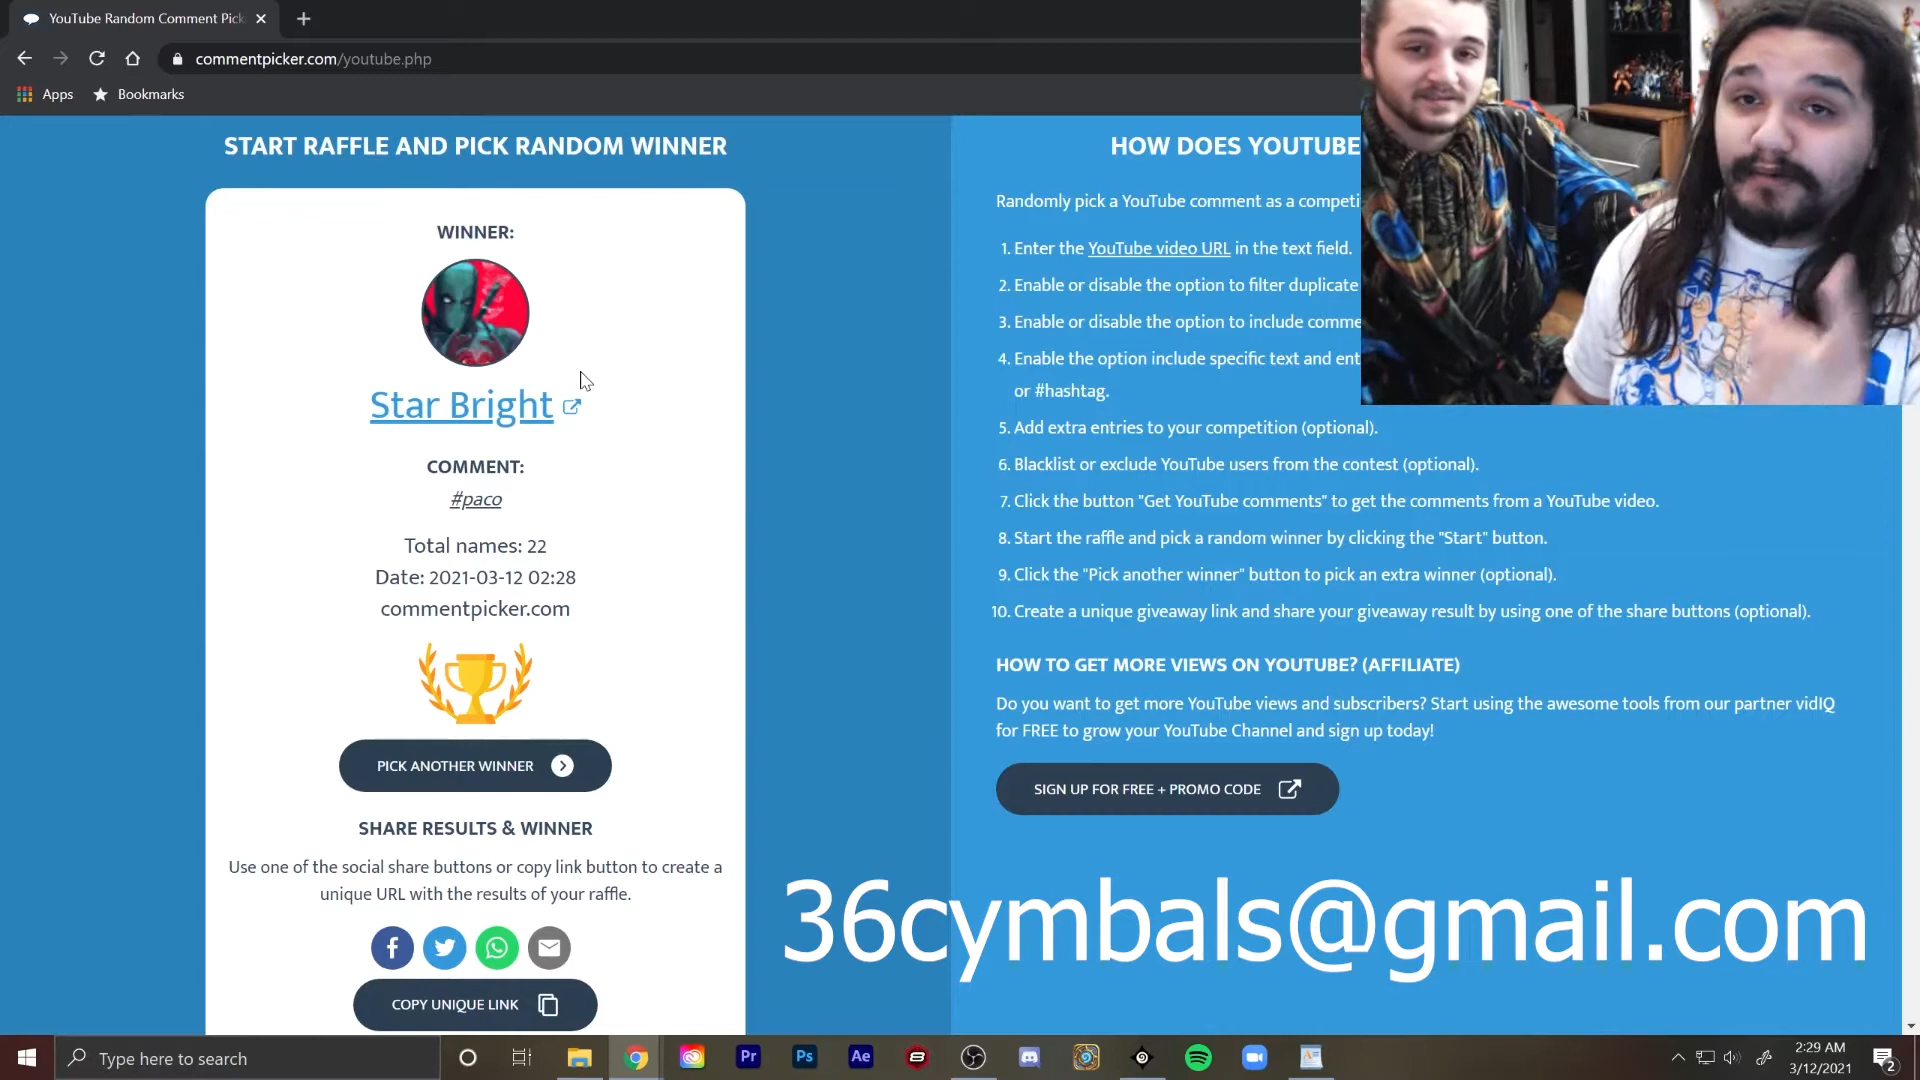 YouTube Random Comment Pick
commentpicker.com/youtube.php
Apps
Bookmarks
START RAFFLE AND PICK RANDOM WINNER
WINNER:
Star Bright
COMMENT:
#paco
Total names: 22
Date: 2021-03-12 02:28
commentpicker.com
PICK ANOTHER WINNER
SHARE RESULTS & WINNER
Use one of the social share buttons or copy link button to create a
unique URL with the results of your raffle.
COPY UNIQUE LINK
HOW DOES YOUTUBE
Randomly pick a YouTube comment as a competi
1. Enter the YouTube video URL in the text field.
2. Enable or disable the option to filter duplicate
3. Enable or disable the option to include comme
4. Enable the option include specific text and ent
or #hashtag.
5. Add extra entries to your competition (optional).
6. Blacklist or exclude YouTube users from the contest (optional).
7. Click the button "Get YouTube comments" to get the comments from a YouTube video.
8. Start the raffle and pick a random winner by clicking the "Start" button.
9. Click the "Pick another winner" button to pick an extra winner (optional).
10. Create a unique giveaway link and share your giveaway result by using one of the share buttons (optional).
HOW TO GET MORE VIEWS ON YOUTUBE? (AFFILIATE)
Do you want to get more YouTube views and subscribers? Start using the awesome tools from our partner vidIQ
for FREE to grow your YouTube Channel and sign up today!
SIGN UP FOR FREE + PROMO CODE
36cymbals@gmail.com
Type here to search
Pr
Ps
Ae
2:29 AM
3/12/2021
2